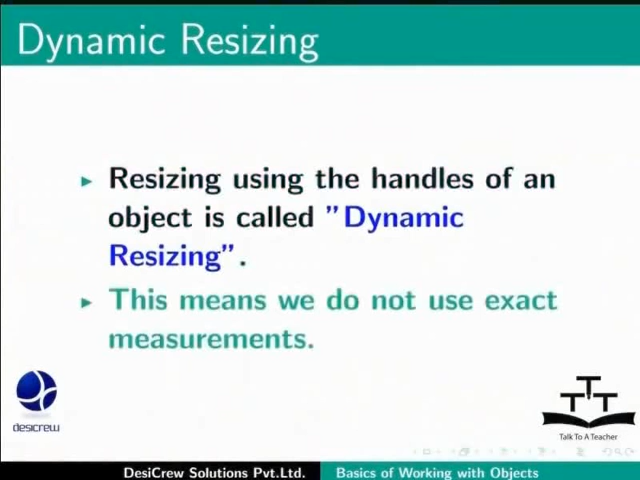 Dynamic Resizing
Resizing using the handles of an
object is called ”Dynamic
Resizing”.
This means we do not use exact
measurements.
desicrew
TTT
Talk To A Teacher
DesiCrew Solutions Pvt.Ltd. Basics of Working with Objects